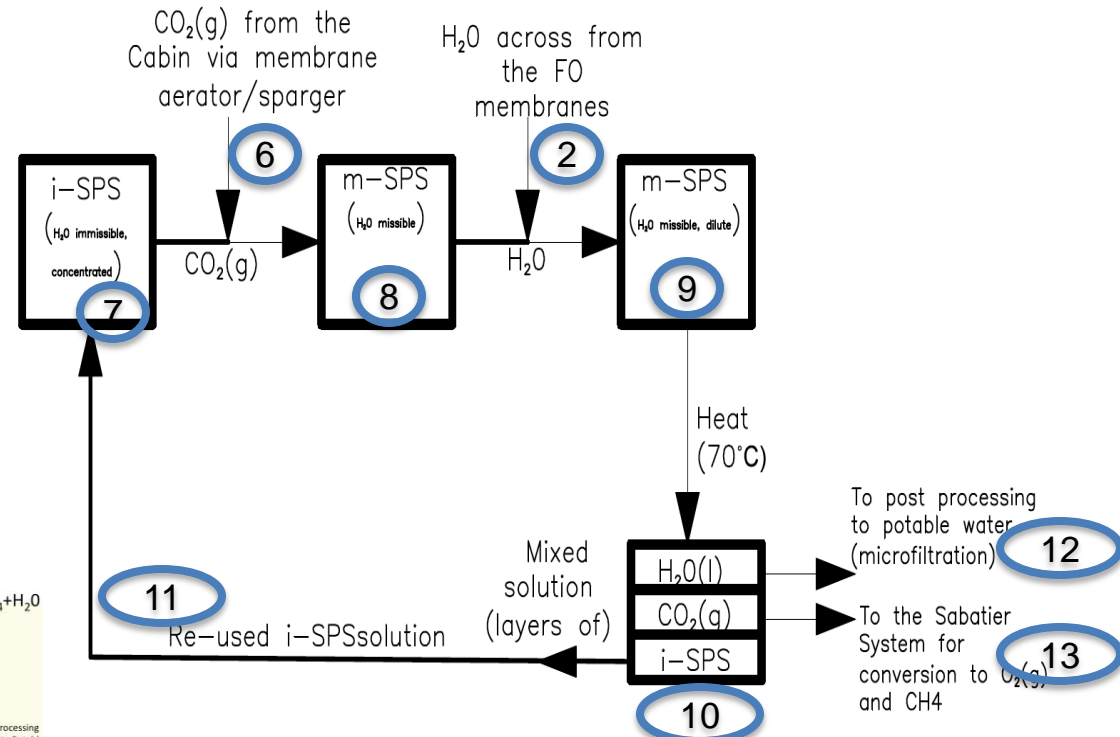 CO₂(g) from the
Cabin via membrane
aerator/sparger
H₂O across from
the FO
membranes
6
2
i-SPS
(H₂O immissible,
concentrated)
7
CO₂(g)
m-SPS
(H₂O missible)
8
H₂O
m-SPS
(H₂O missible, dilute)
9
Heat
(70°C)
To post processing
to potable water
(microfiltration)
12
Mixed
solution
(layers of)
H₂O(l)
CO₂(g)
i-SPS
10
To the Sabatier
System for
conversion to O₂(g)
and CH4
13
11
Re-used i-SPSsolution
+H₂O
rocessing